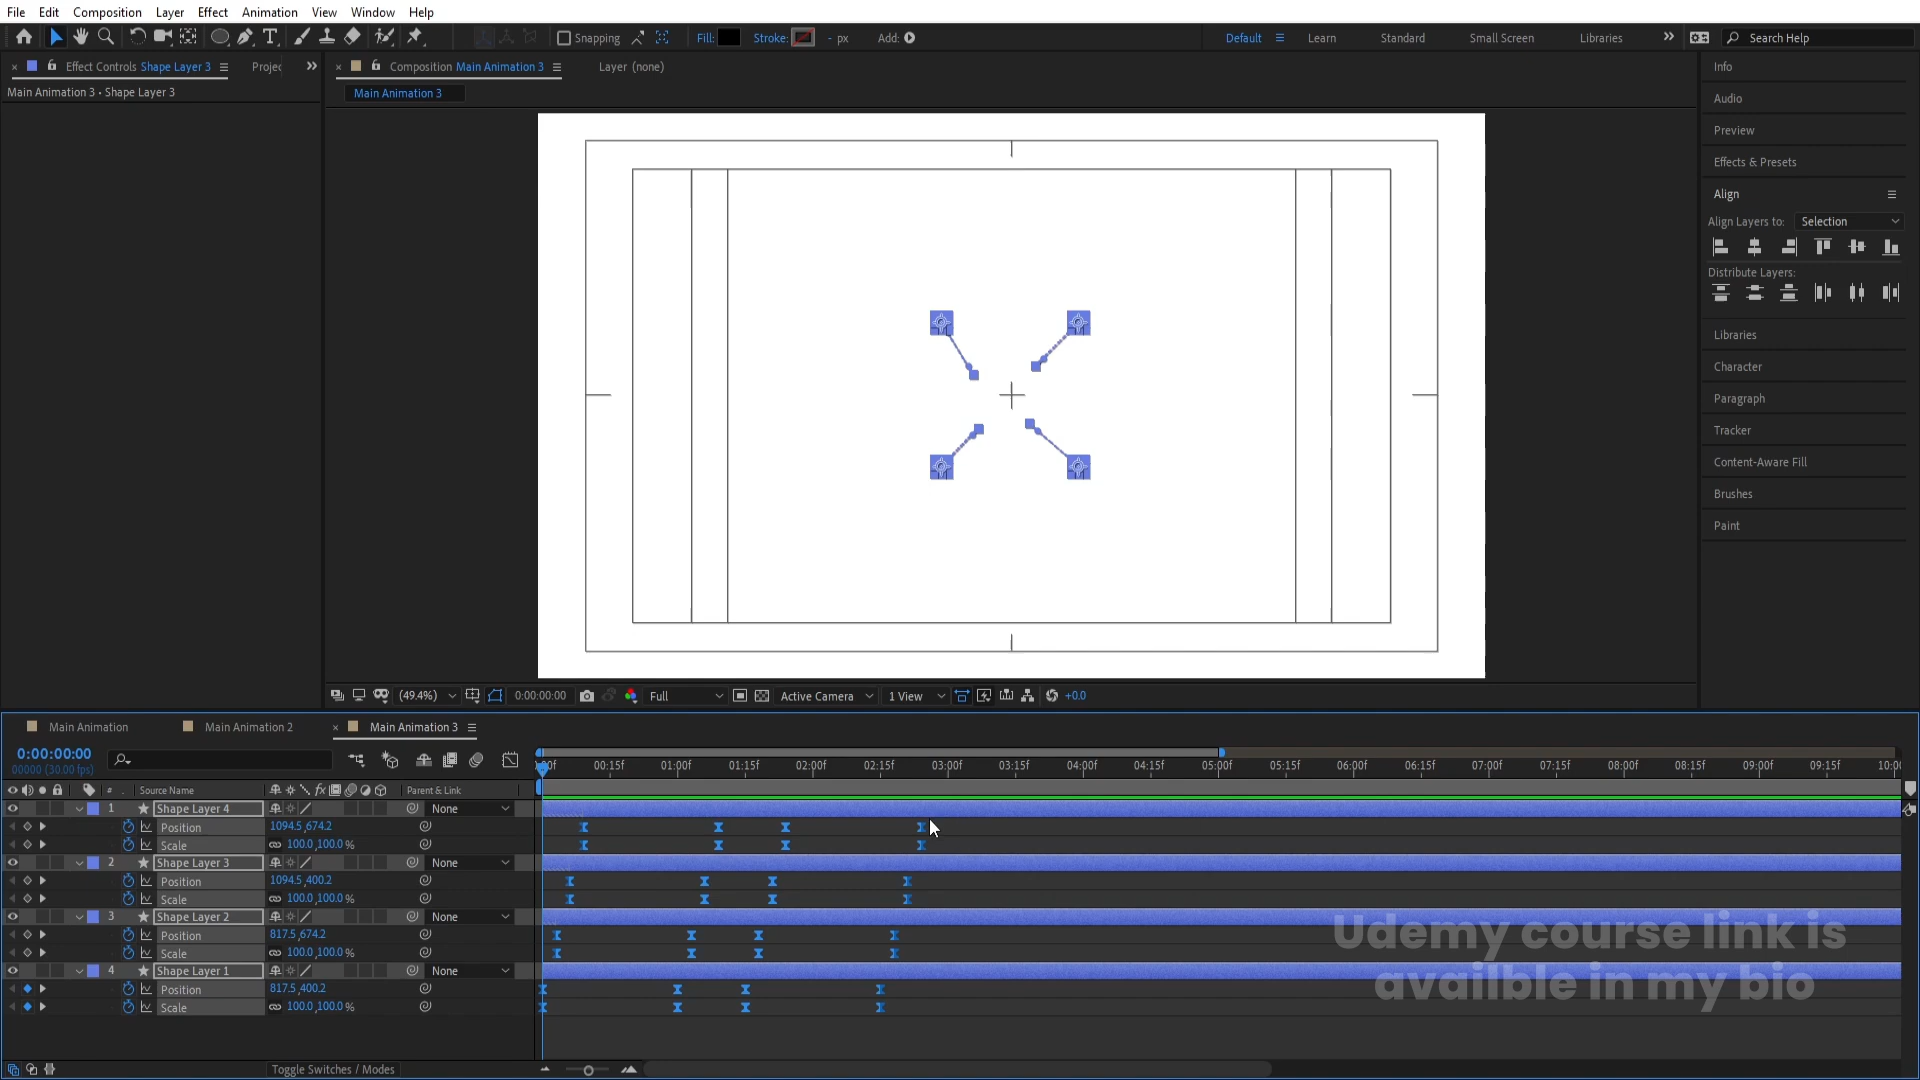 File Edit Composition Layer Effect Animation View Window Help
Snapping Fill: Stroke: - px Add: Default Learn Standard Small Screen Libraries Search Help
Effect Controls Shape Layer 3 Projec Composition Main Animation 3 Layer (none) Info
Main Animation 3 • Shape Layer 3 Main Animation 3
Audio
Preview
Effects & Presets
Align
Align Layers to: Selection
Distribute Layers:
Libraries
Character
Paragraph
Tracker
Content-Aware Fill
Brushes
Paint
(49.4%) 0:00:00:00 Full Active Camera 1 View +0.0
Main Animation Main Animation 2 Main Animation 3
0:00:00:00
00000 (30.00 fps)
00f 00:15f 01:00f 01:15f 02:00f 02:15f 03:00f 03:15f 04:00f 04:15f 05:00f 05:15f 06:00f 06:15f 07:00f 07:15f 08:00f 08:15f 09:00f 09:15f 10:00
# Source Name fx Parent & Link
1 Shape Layer 4 None
Position 1094.5,674.2
Scale 100.0,100.0 %
2 Shape Layer 3 None
Position 1094.5,400.2
Scale 100.0,100.0 %
3 Shape Layer 2 None
Position 817.5,674.2
Scale 100.0,100.0 %
4 Shape Layer 1 None
Position 817.5,400.2
Scale 100.0,100.0 %
Udemy course link is
availble in my bio
Toggle Switches / Modes